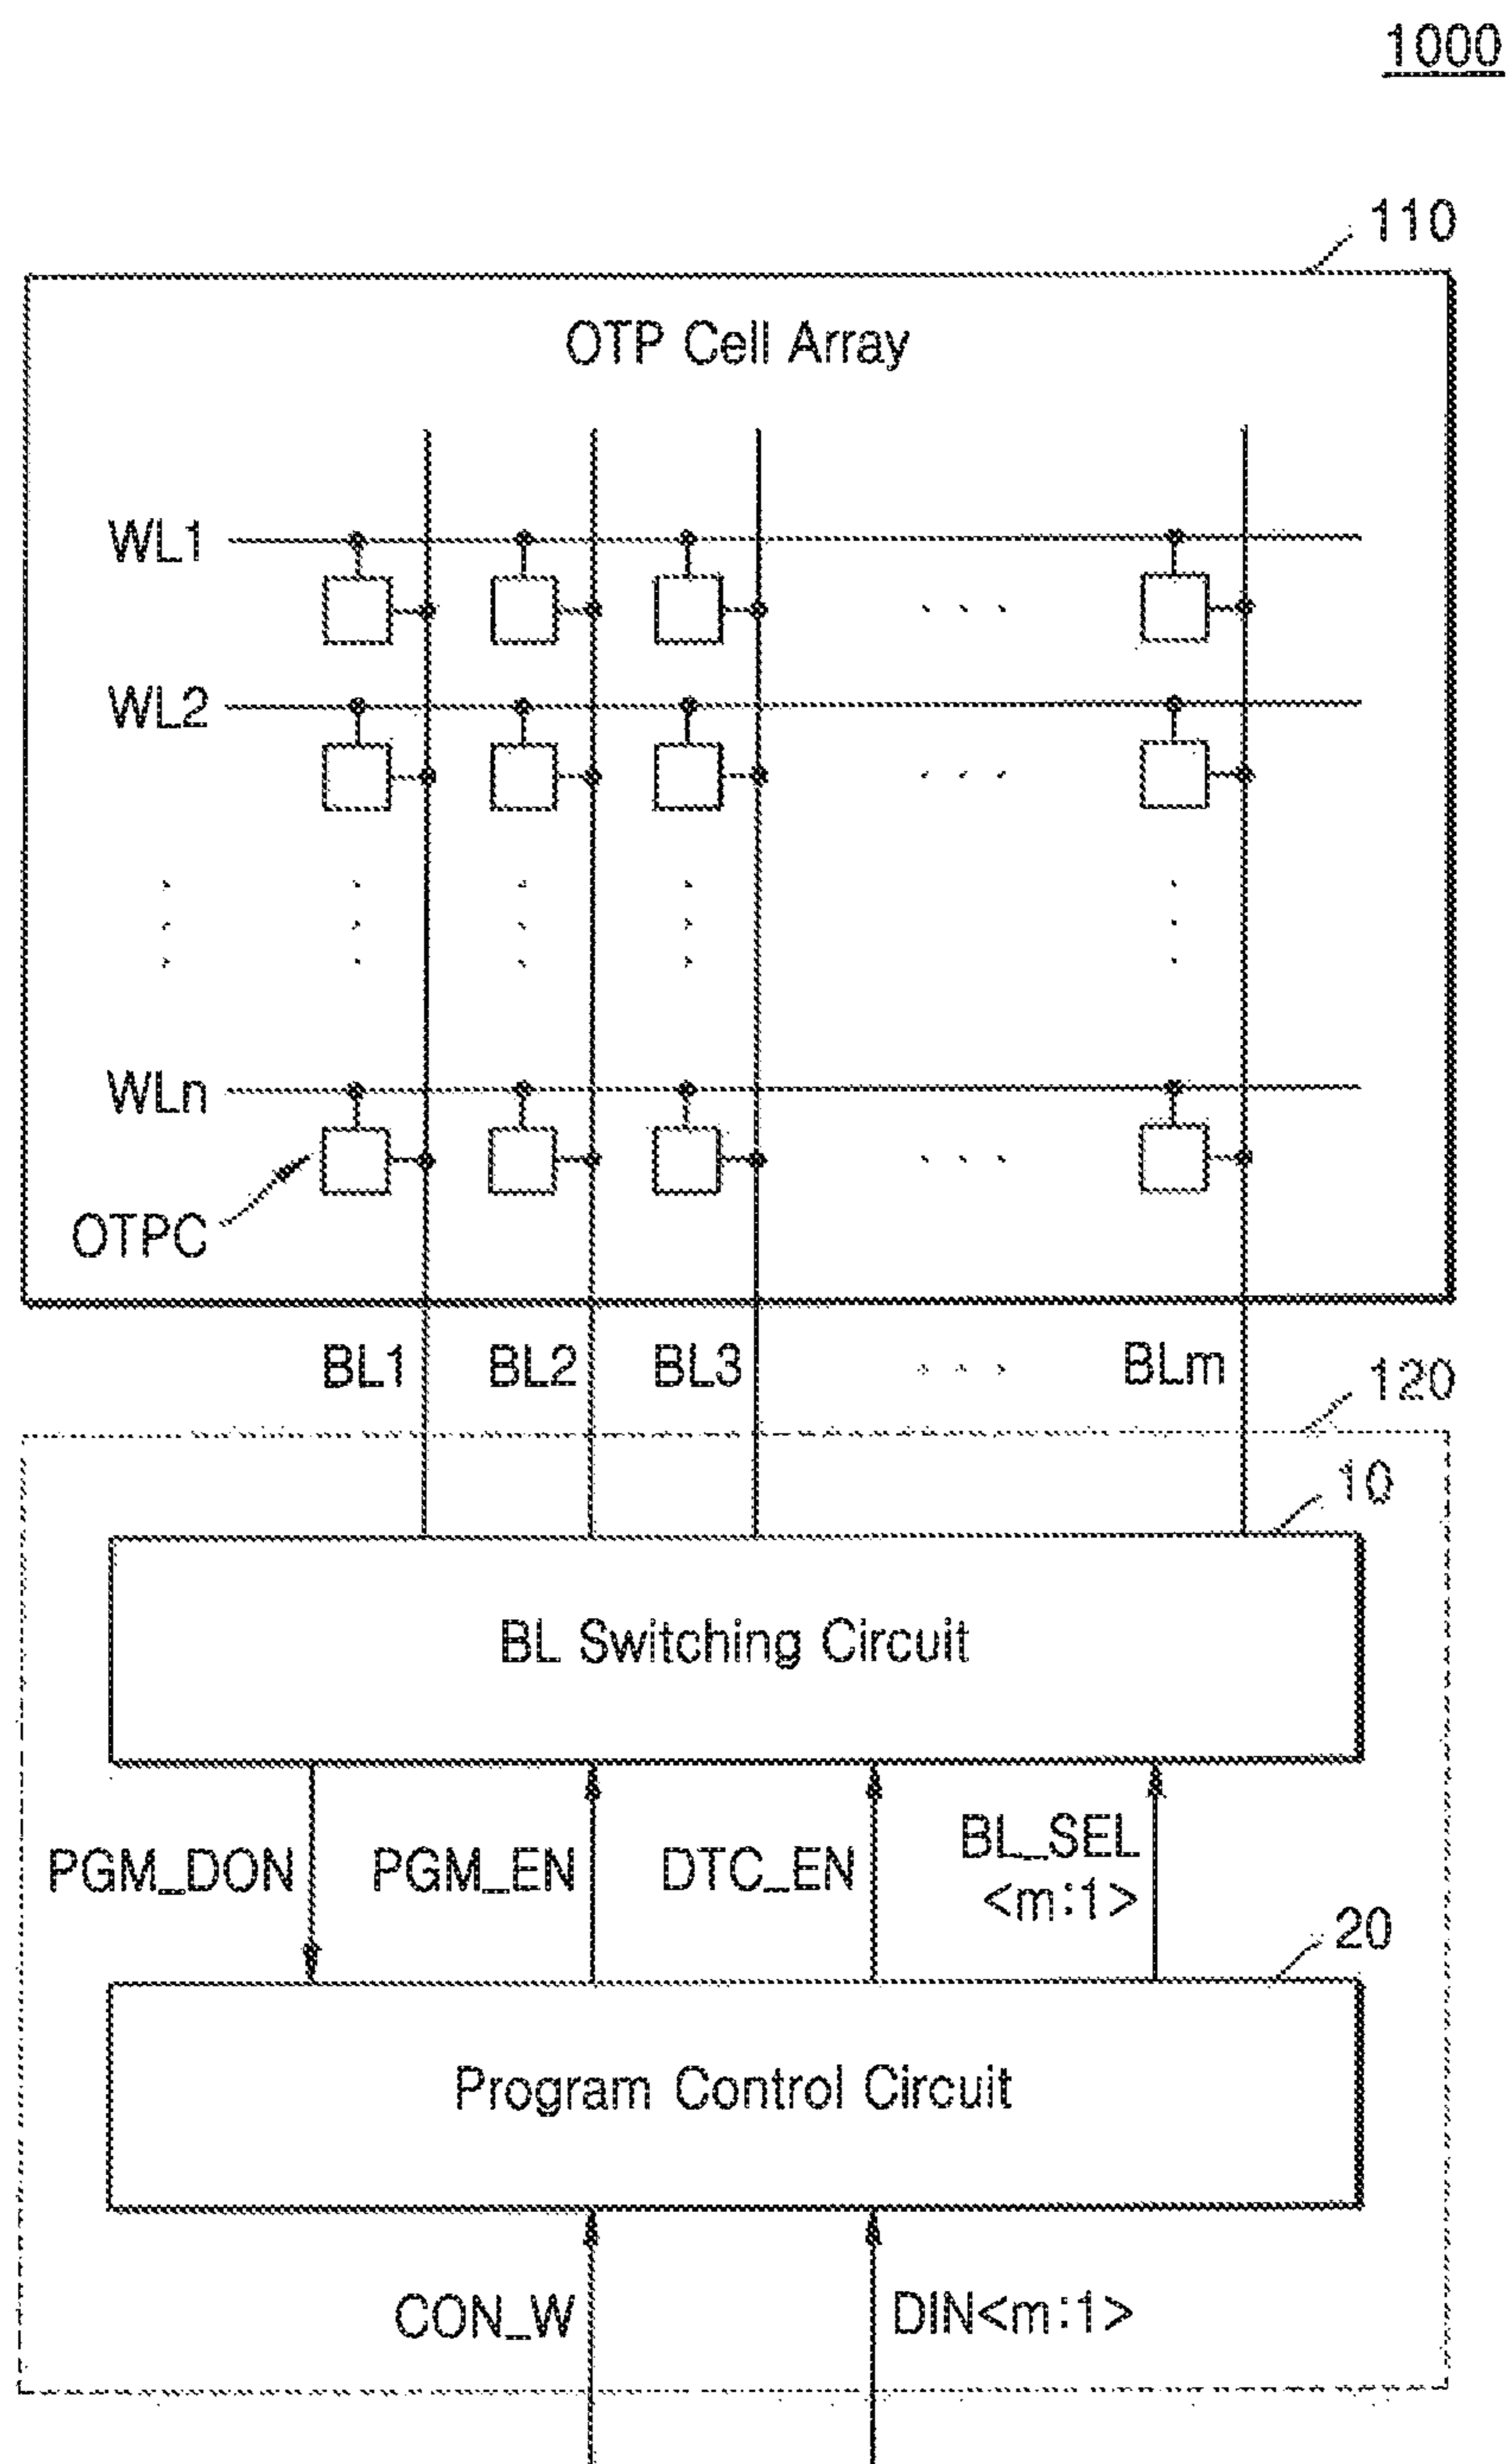 1000
110
OTP Cell Array
WL1
WL2
WLn
OTPC
BL1 BL2 BL3 ... BLm
120
10
BL Switching Circuit
PGM_DON PGM_EN DTC_EN BL_SEL
<m:1>
20
Program Control Circuit
CON_W DIN<m:1>